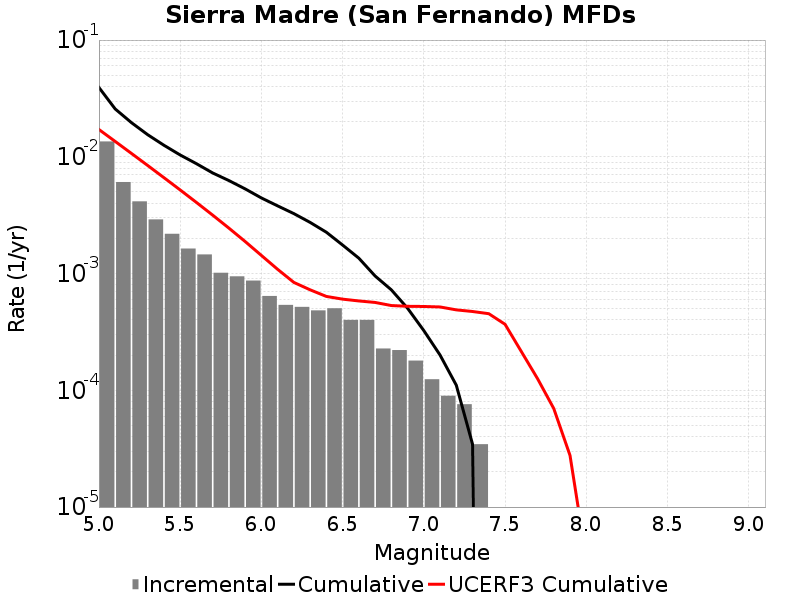 Sierra Madre (San Fernando) MFDs
10-1
10-2
10-3
10-4
10-5
Rate (1/yr)
5.0 5.5 6.0 6.5 7.0 7.5 8.0 8.5 9.0
Magnitude
Incremental Cumulative UCERF3 Cumulative